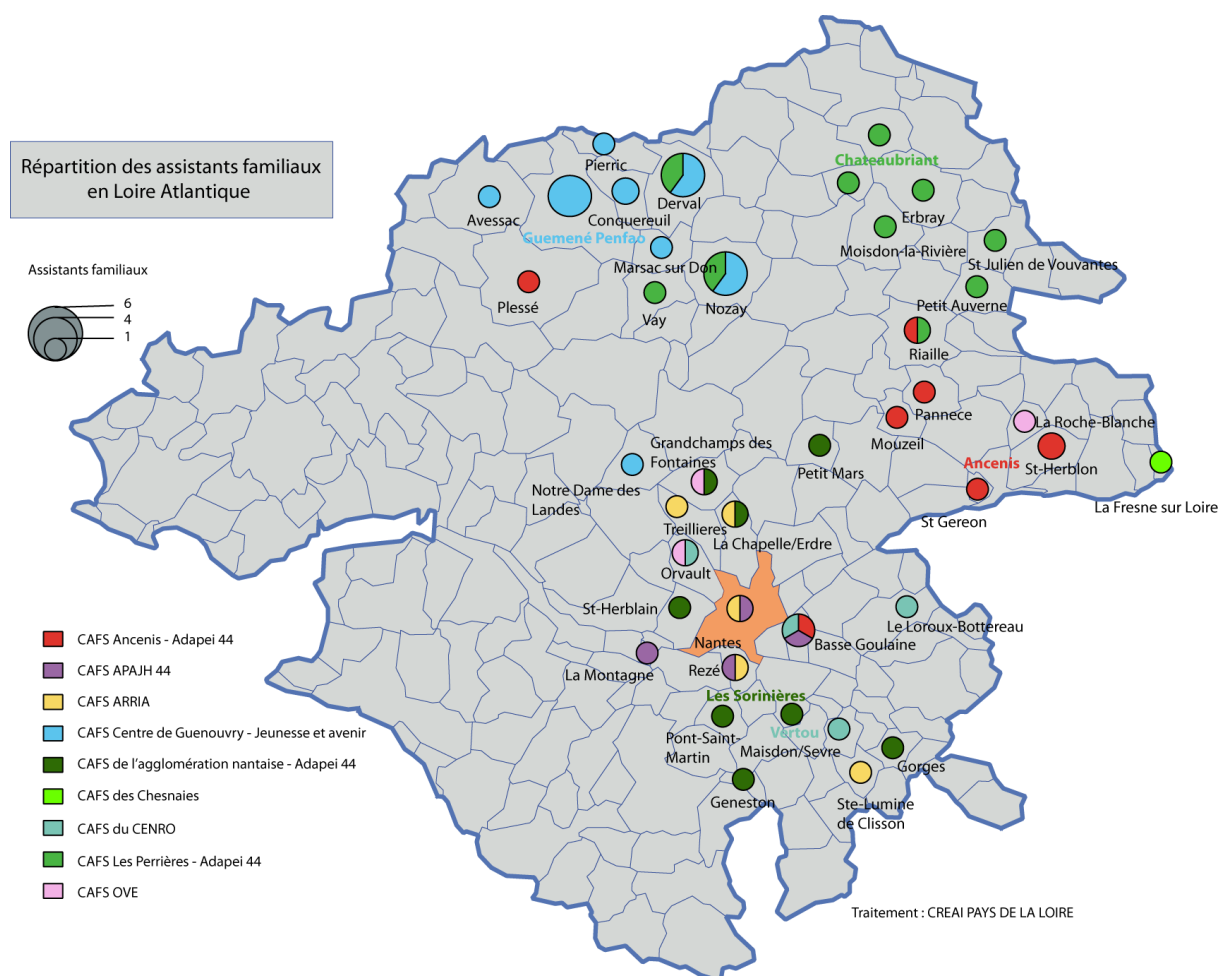 Répartition des assistants familiaux
en Loire Atlantique
Assistants familiaux
6
4
1
Pierric
Chateaubriant
Avessac
Conquereuil
Derval
Erbray
Guemené Penfao
Moisdon-la-Rivière
Marsac sur Don
St Julien de Vouvantes
Plessé
Vay
Nozay
Petit Auverne
Riaille
Pannece
La Roche-Blanche
Mouzeil
Grandchamps des
Fontaines
Petit Mars
Ancenis
St-Herblon
Notre Dame des
Landes
La Fresne sur Loire
St Gereon
Treillieres
La Chapelle/Erdre
Orvault
St-Herblain
Le Loroux-Bottereau
Nantes
Basse Goulaine
La Montagne
Rezé
Les Sorinières
Vertou
Pont-Saint-
Martin
Maisdon/Sevre
Gorges
Geneston
Ste-Lumine
de Clisson
CAFS Ancenis - Adapei 44
CAFS APAJH 44
CAFS ARRIA
CAFS Centre de Guenouvry - Jeunesse et avenir
CAFS de l'agglomération nantaise - Adapei 44
CAFS des Chesnaies
CAFS du CENRO
CAFS Les Perrières - Adapei 44
CAFS OVE
Traitement : CREAI PAYS DE LA LOIRE